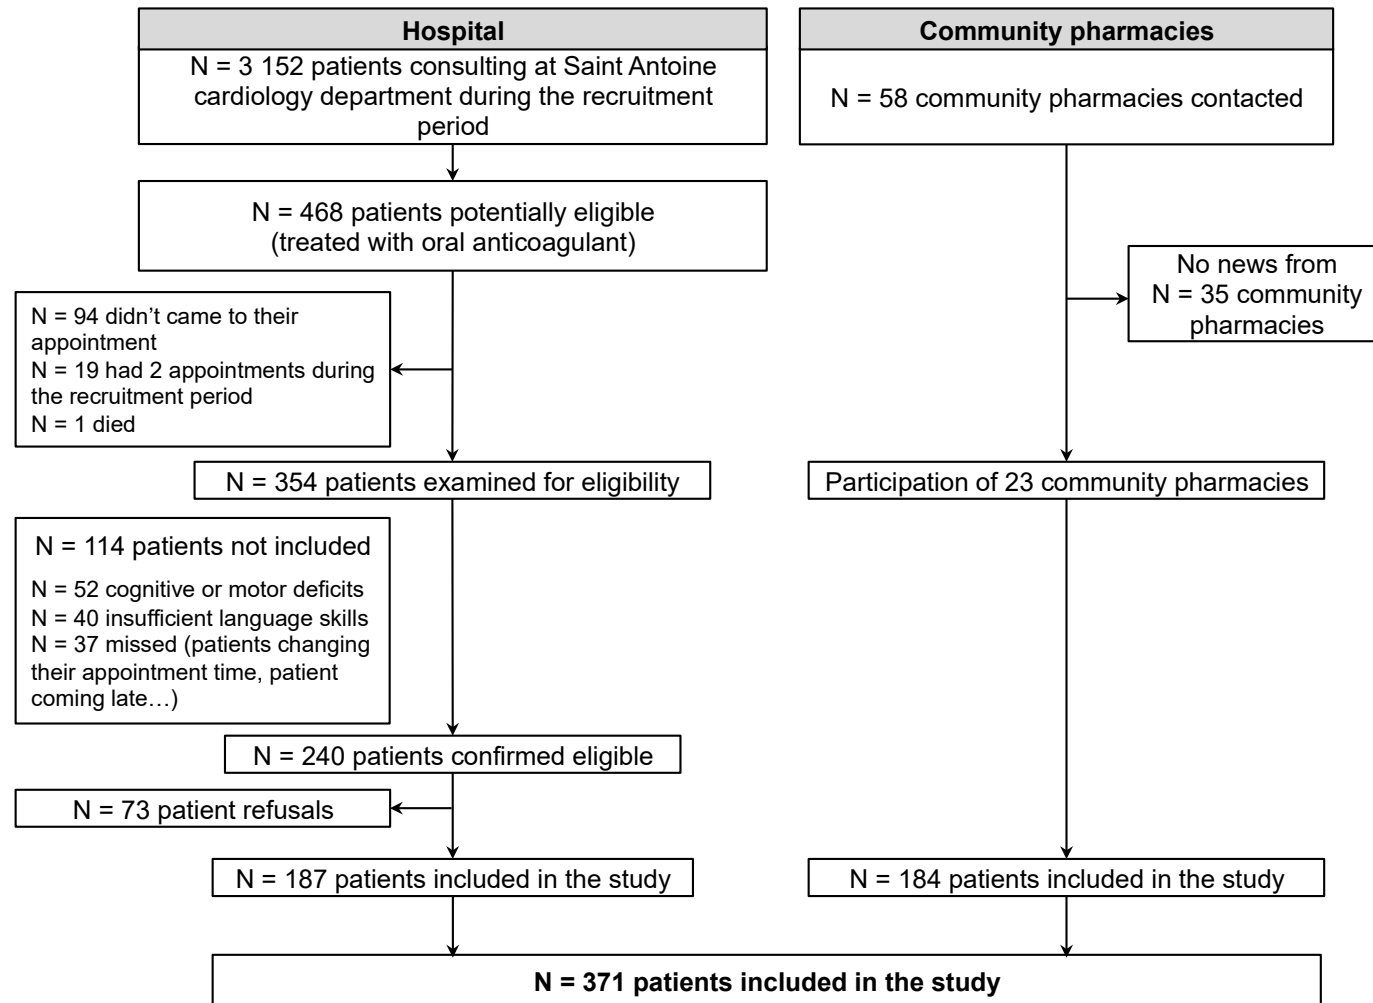 Hospital
N = 3 152 patients consulting at Saint Antoine
cardiology department during the recruitment
period
N = 468 patients potentially eligible
(treated with oral anticoagulant)
N = 94 didn’t came to their
appointment
N = 19 had 2 appointments during
the recruitment period
N = 1 died
N = 354 patients examined for eligibility
N = 114 patients not included
N = 52 cognitive or motor deficits
N = 40 insufficient language skills
N = 37 missed (patients changing
their appointment time, patient
coming late…)
N = 240 patients confirmed eligible
N = 73 patient refusals
N = 187 patients included in the study
Community pharmacies
N = 58 community pharmacies contacted
No news from
N = 35 community
pharmacies
Participation of 23 community pharmacies
N = 184 patients included in the study
N = 371 patients included in the study